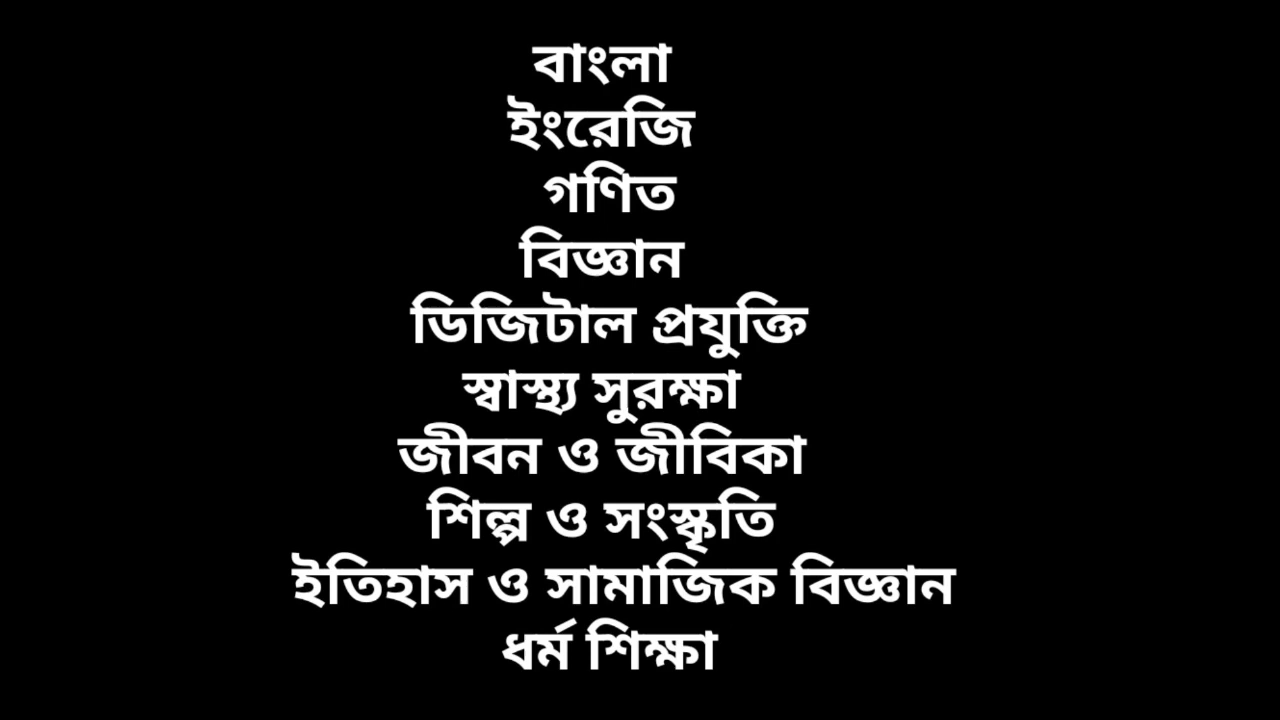 বাংলা
ইংরেজি
গণিত
বিজ্ঞান
ডিজিটাল প্রযুক্তি
স্বাস্থ্য সুরক্ষা
জীবন ও জীবিকা
শিল্প ও সংস্কৃতি
ইতিহাস ও সামাজিক বিজ্ঞান
ধর্ম শিক্ষা